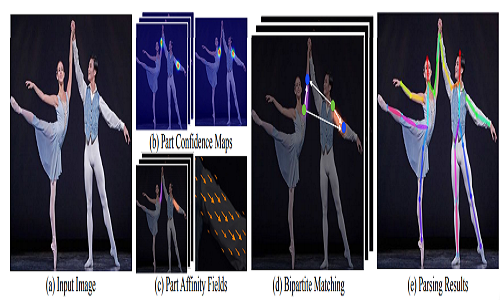 (b) Part Confidence Maps
(a) Input Image
(c) Part Affinity Fields
(d) Bipartite Matching
(e) Parsing Results